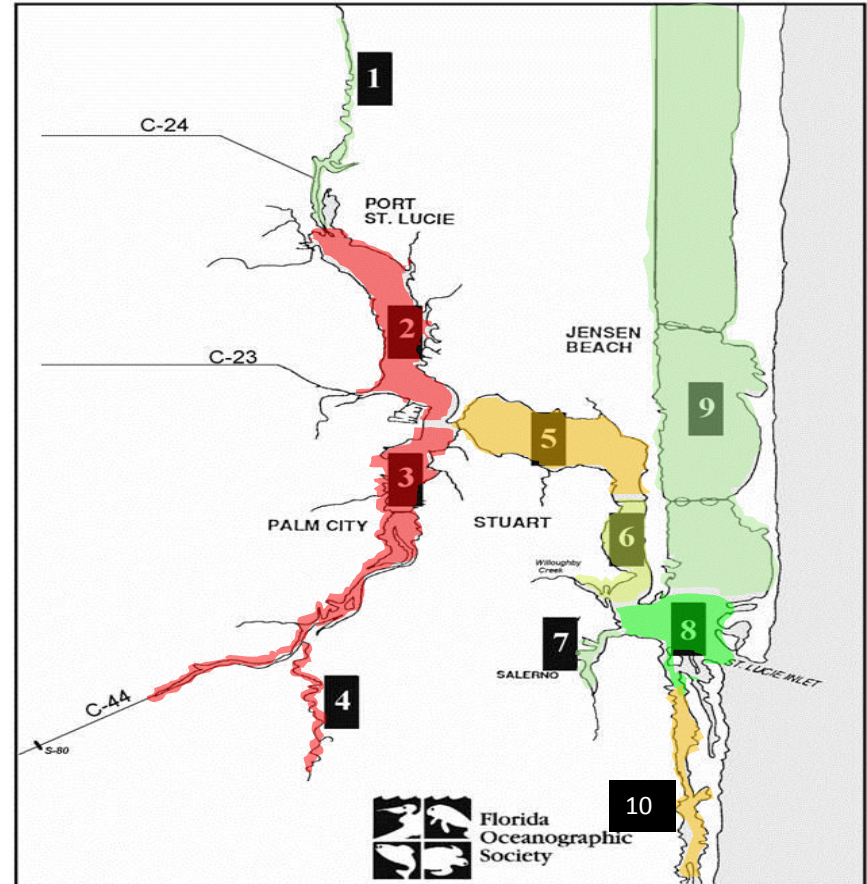 1
C-24
PORT
ST. LUCIE
2
JENSEN
BEACH
C-23
9
5
3
PALM CITY
STUART
6
Willoughby
Creek
7
8
SALERNO
ST. LUCIE INLET
4
C-44
S-80
10
Florida
Oceanographic
Society